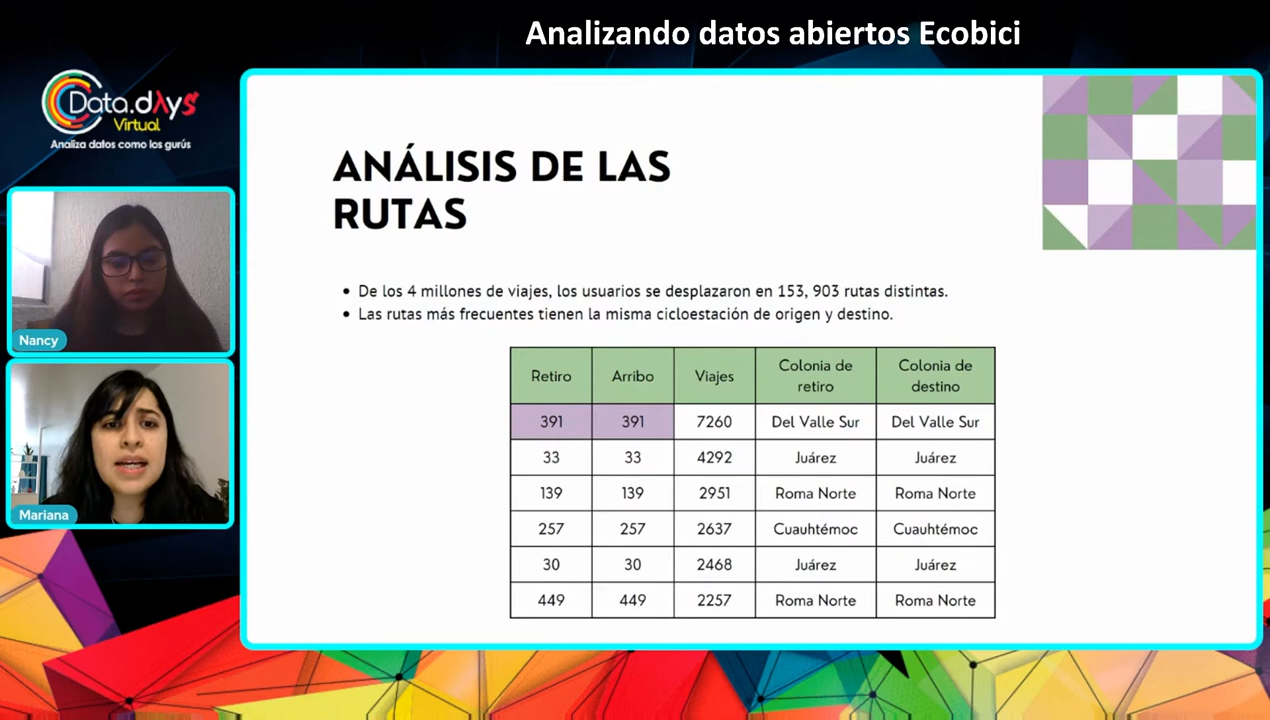 Analizando datos abiertos Ecobici
Data.dAys
Virtual
Analiza datos como los gurús
Nancy
Mariana
ANÁLISIS DE LAS
RUTAS
• De los 4 millones de viajes, los usuarios se desplazaron en 153, 903 rutas distintas.
• Las rutas más frecuentes tienen la misma cicloestación de origen y destino.
Retiro Arribo Viajes Colonia de retiro Colonia de destino
391 391 7260 Del Valle Sur Del Valle Sur
33 33 4292 Juárez Juárez
139 139 2951 Roma Norte Roma Norte
257 257 2637 Cuauhtémoc Cuauhtémoc
30 30 2468 Juárez Juárez
449 449 2257 Roma Norte Roma Norte